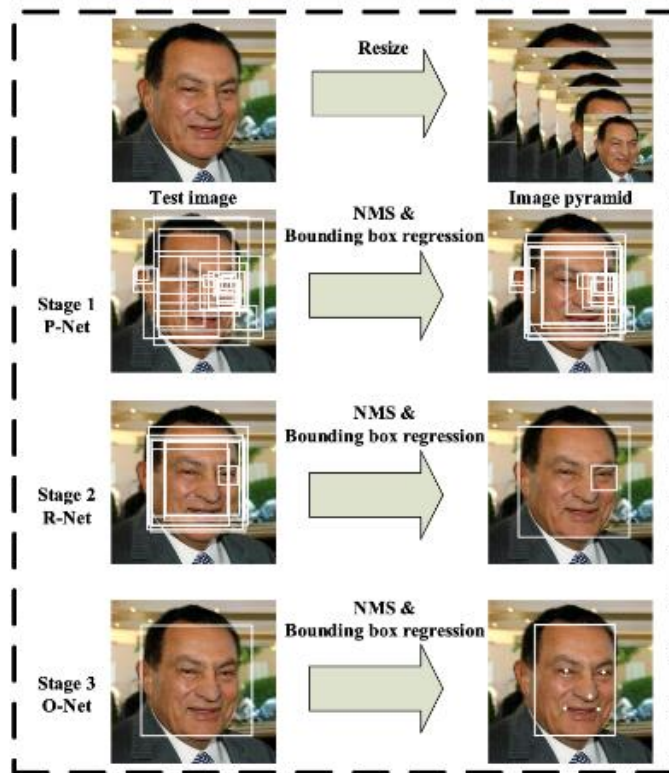 Resize
Test image
Image pyramid
NMS &
Bounding box regression
Stage 1
P-Net
NMS &
Bounding box regression
Stage 2
R-Net
NMS &
Bounding box regression
Stage 3
O-Net